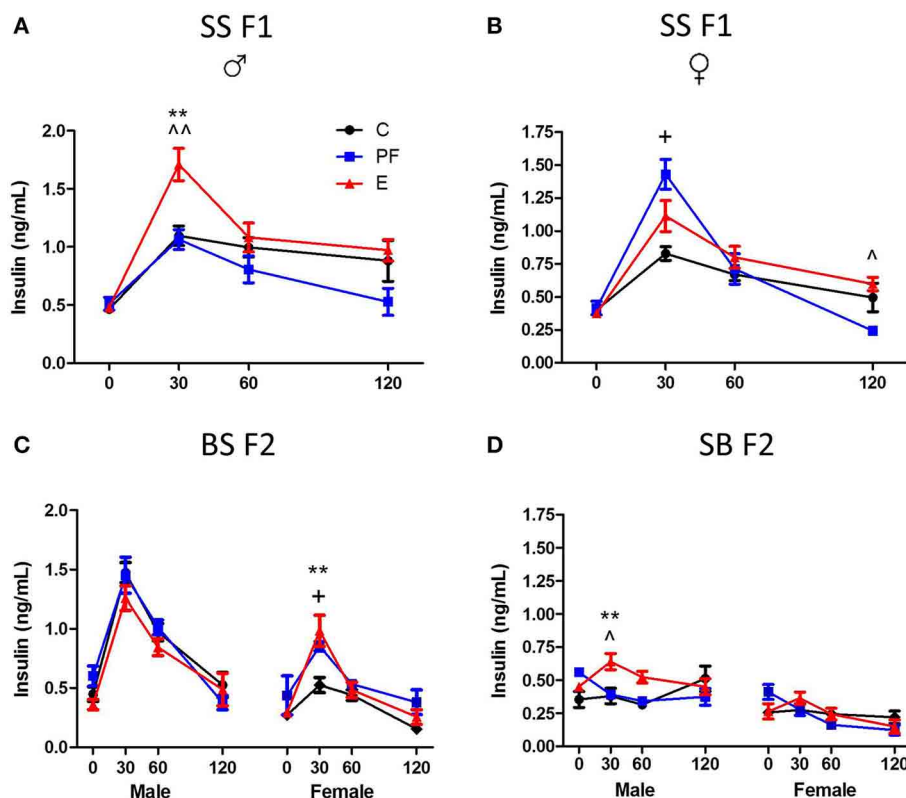 A
SS F1
♂
**
^^
C
PF
E
2.0
1.5
1.0
0.5
0.0
Insulin (ng/mL)
0 30 60 120
B
SS F1
♀
+
^
1.75
1.50
1.25
1.00
0.75
0.50
0.25
0.00
Insulin (ng/mL)
0 30 60 120
C
BS F2
**
+
2.0
1.5
1.0
0.5
0.0
Insulin (ng/mL)
0 30 60 120 0 30 60 120
Male Female
D
SB F2
**
^
1.75
1.50
1.25
1.00
0.75
0.50
0.25
0.00
Insulin (ng/mL)
0 30 60 120 0 30 60 120
Male Female